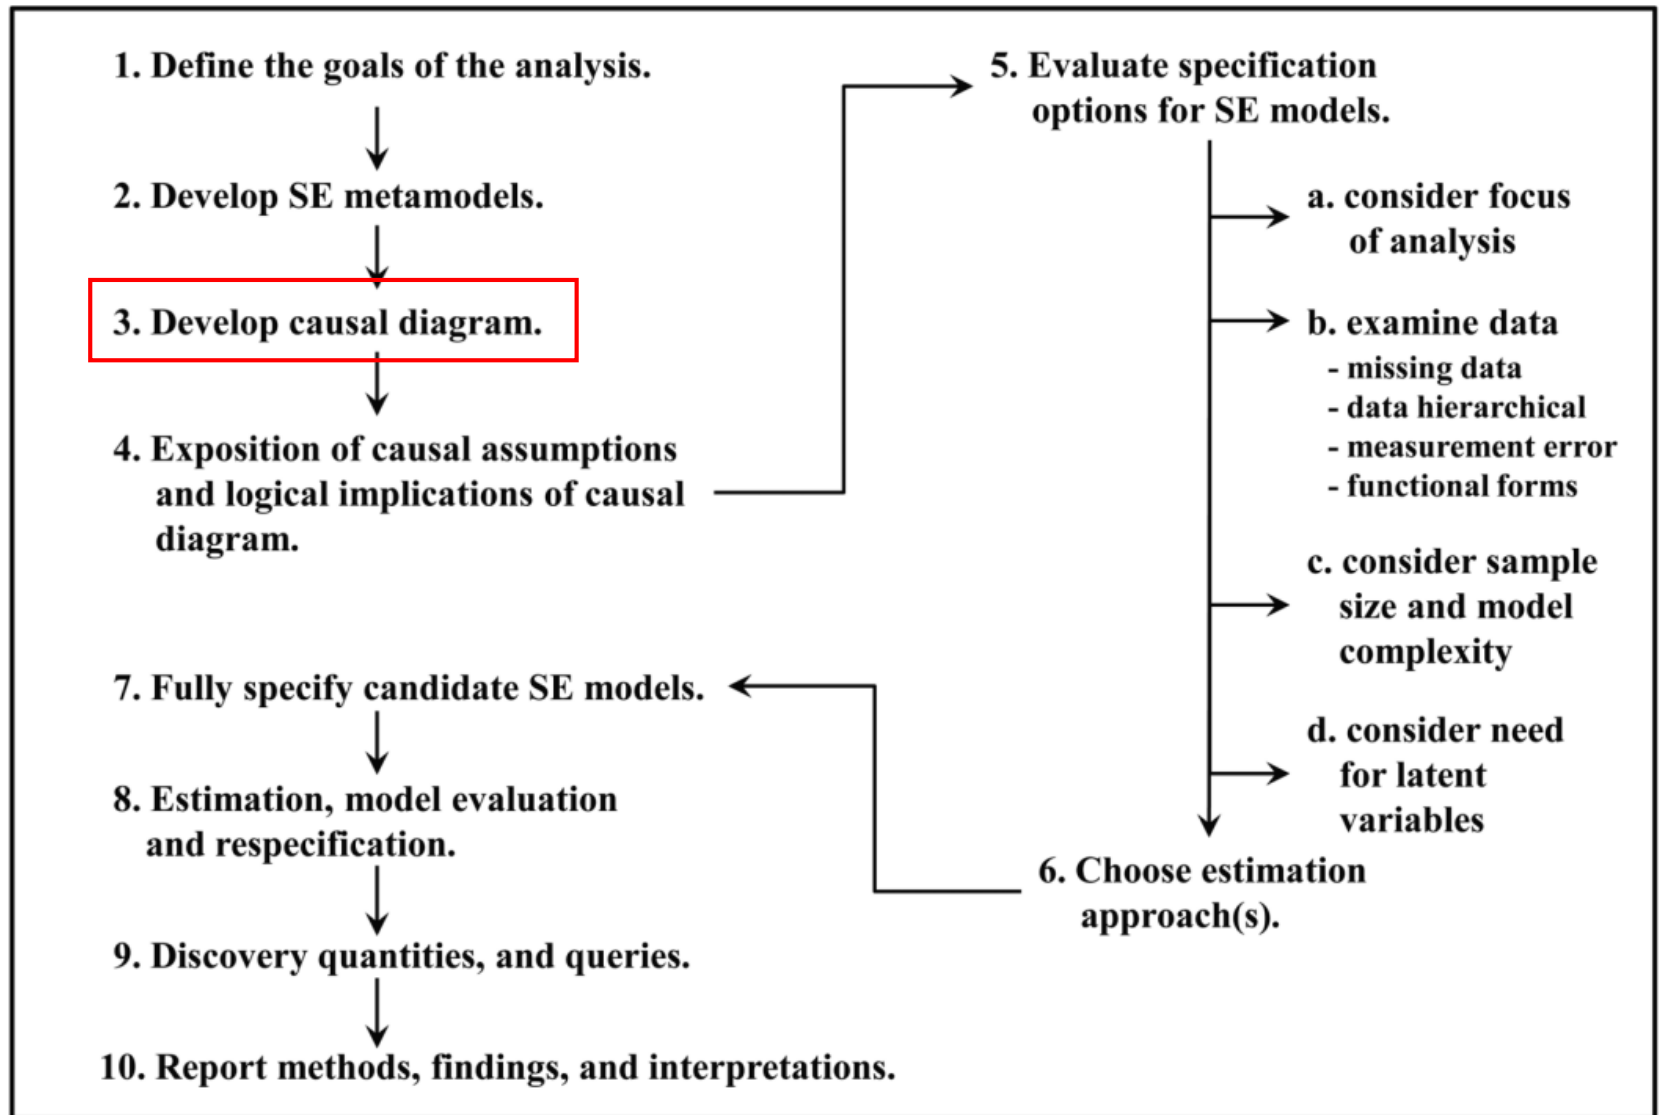 1. Define the goals of the analysis.
2. Develop SE metamodels.
3. Develop causal diagram.
4. Exposition of causal assumptions
and logical implications of causal
diagram.
5. Evaluate specification
options for SE models.
a. consider focus
of analysis
b. examine data
- missing data
- data hierarchical
- measurement error
- functional forms
c. consider sample
size and model
complexity
d. consider need
for latent
variables
6. Choose estimation
approach(s).
7. Fully specify candidate SE models.
8. Estimation, model evaluation
and respecification.
9. Discovery quantities, and queries.
10. Report methods, findings, and interpretations.